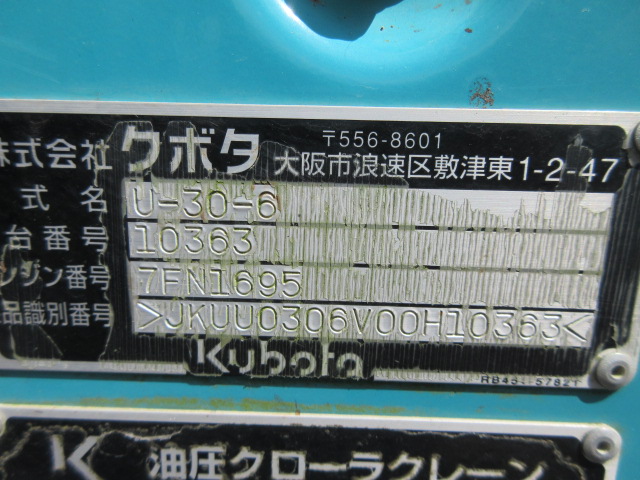 株式会社クボタ 〒556-8601
大阪市浪速区敷津東1-2-47
式名 U-30-6
台番号 10363
ンジン番号 7FN1695
品識別番号 >JKUU0306V00H10363<
Kubota
K 油圧クローラクレーン